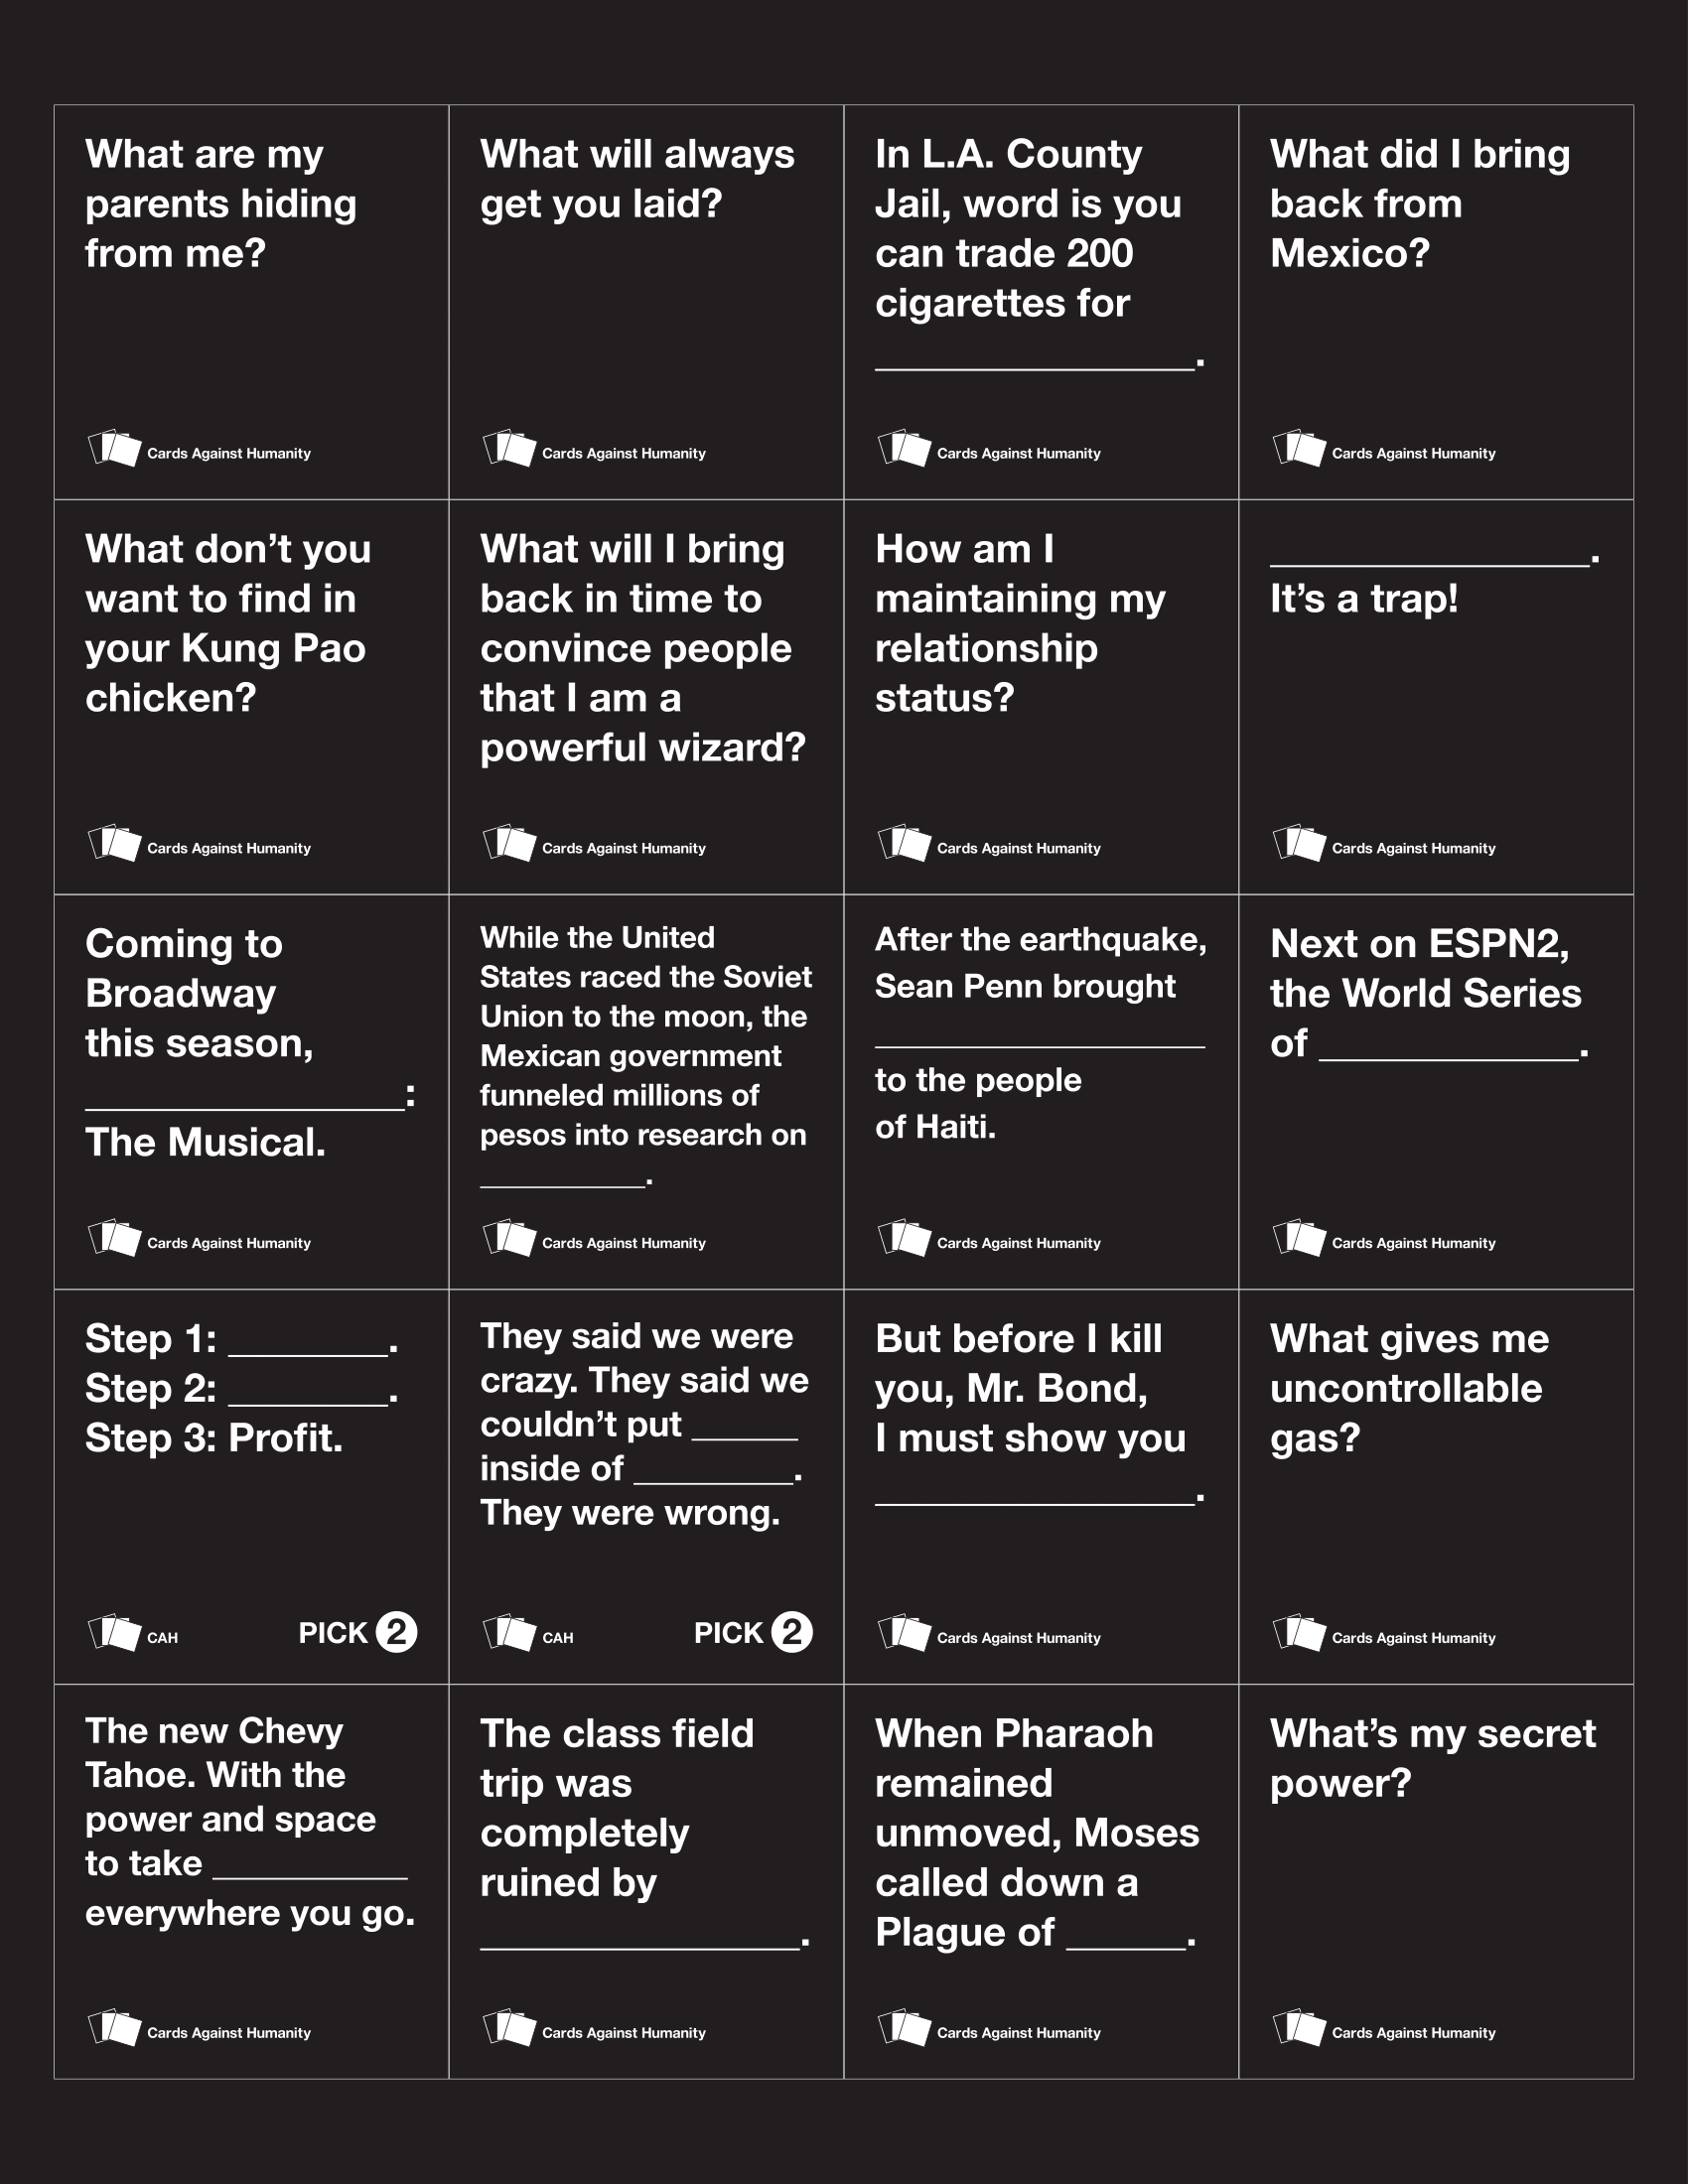 What are my
parents hiding
from me?
Cards Against Humanity
What will always
get you laid?
Cards Against Humanity
In L.A. County
Jail, word is you
can trade 200
cigarettes for
________________.
Cards Against Humanity
What did I bring
back from
Mexico?
Cards Against Humanity
What don’t you
want to find in
your Kung Pao
chicken?
Cards Against Humanity
What will I bring
back in time to
convince people
that I am a
powerful wizard?
Cards Against Humanity
How am I
maintaining my
relationship
status?
Cards Against Humanity
________________.
It’s a trap!
Cards Against Humanity
Coming to
Broadway
this season,
________________:
The Musical.
Cards Against Humanity
While the United
States raced the Soviet
Union to the moon, the
Mexican government
funneled millions of
pesos into research on
__________.
Cards Against Humanity
After the earthquake,
Sean Penn brought
____________________
to the people
of Haiti.
Cards Against Humanity
Next on ESPN2,
the World Series
of _____________.
Cards Against Humanity
Step 1: ________.
Step 2: ________.
Step 3: Profit.
CAH PICK 2
They said we were
crazy. They said we
couldn’t put ______
inside of _________.
They were wrong.
CAH PICK 2
But before I kill
you, Mr. Bond,
I must show you
________________.
Cards Against Humanity
What gives me
uncontrollable
gas?
Cards Against Humanity
The new Chevy
Tahoe. With the
power and space
to take ___________
everywhere you go.
Cards Against Humanity
The class field
trip was
completely
ruined by
________________.
Cards Against Humanity
When Pharaoh
remained
unmoved, Moses
called down a
Plague of ______.
Cards Against Humanity
What’s my secret
power?
Cards Against Humanity